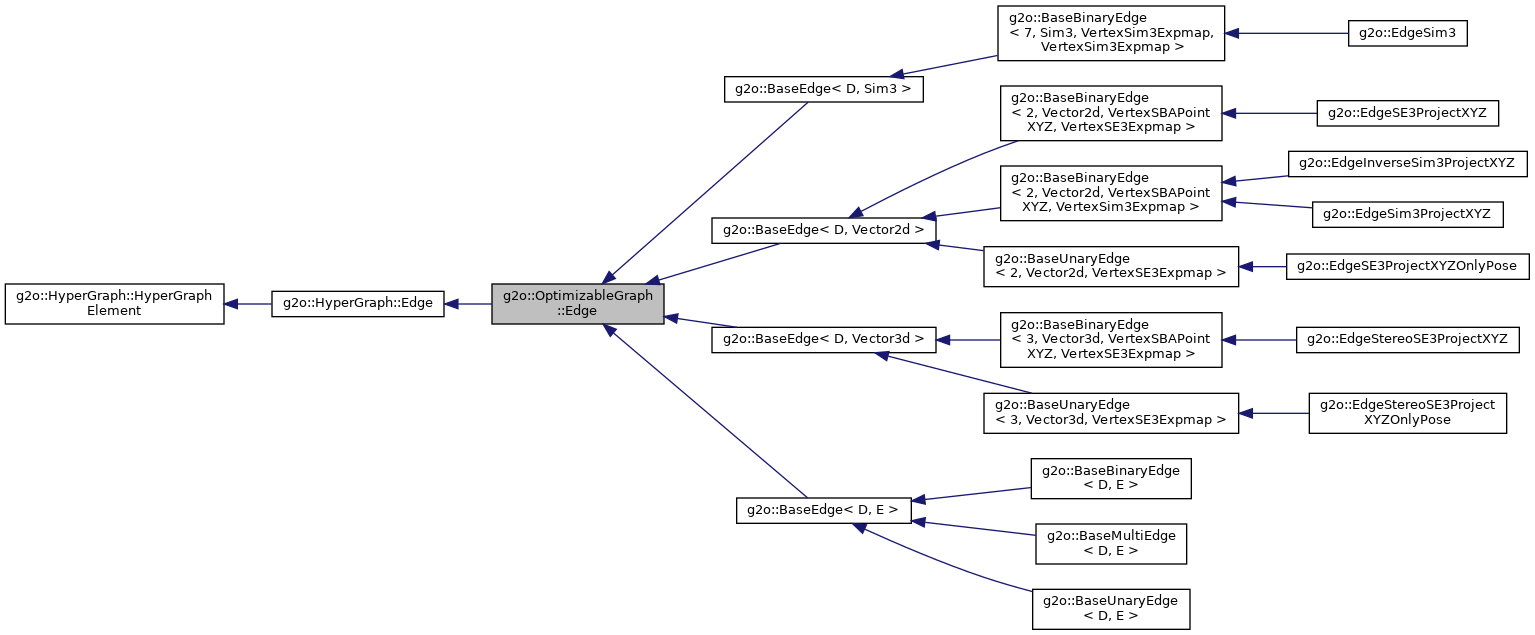 g2o::HyperGraph::HyperGraph
Element
g2o::HyperGraph::Edge
g2o::OptimizableGraph
::Edge
g2o::BaseEdge< D, Sim3 >
g2o::BaseEdge< D, Vector2d >
g2o::BaseEdge< D, Vector3d >
g2o::BaseEdge< D, E >
g2o::BaseBinaryEdge
< 7, Sim3, VertexSim3Expmap,
VertexSim3Expmap >
g2o::BaseBinaryEdge
< 2, Vector2d, VertexSBAPoint
XYZ, VertexSE3Expmap >
g2o::BaseBinaryEdge
< 2, Vector2d, VertexSBAPoint
XYZ, VertexSim3Expmap >
g2o::BaseUnaryEdge
< 2, Vector2d, VertexSE3Expmap >
g2o::BaseBinaryEdge
< 3, Vector3d, VertexSBAPoint
XYZ, VertexSE3Expmap >
g2o::BaseUnaryEdge
< 3, Vector3d, VertexSE3Expmap >
g2o::BaseBinaryEdge
< D, E >
g2o::BaseMultiEdge
< D, E >
g2o::BaseUnaryEdge
< D, E >
g2o::EdgeSim3
g2o::EdgeSE3ProjectXYZ
g2o::EdgeInverseSim3ProjectXYZ
g2o::EdgeSim3ProjectXYZ
g2o::EdgeSE3ProjectXYZOnlyPose
g2o::EdgeStereoSE3ProjectXYZ
g2o::EdgeStereoSE3Project
XYZOnlyPose